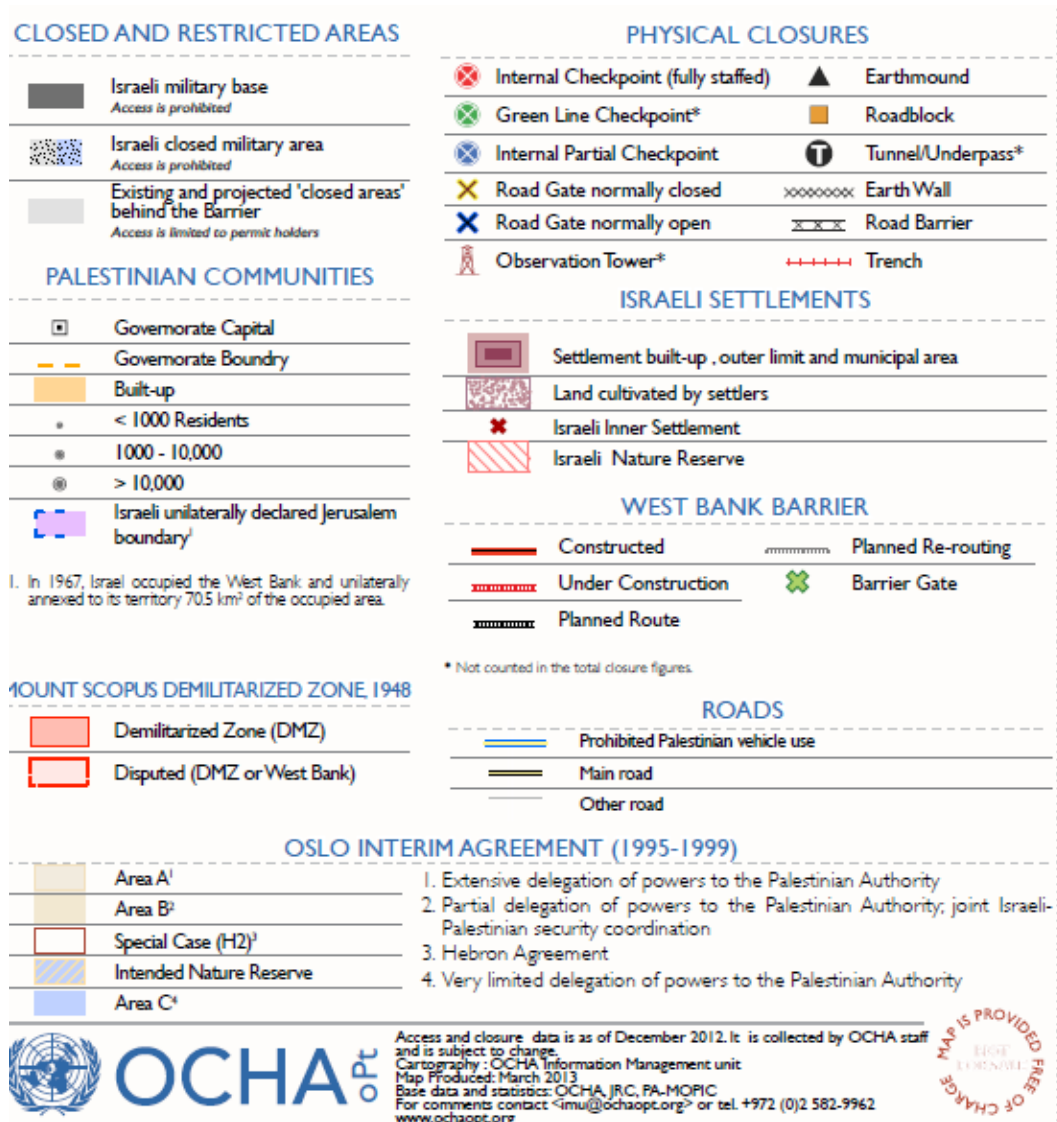 CLOSED AND RESTRICTED AREAS
Israeli military base
Access is prohibited
Israeli closed military area
Access is prohibited
Existing and projected 'closed areas'
behind the Barrier
Access is limited to permit holders
PALESTINIAN COMMUNITIES
Governorate Capital
Governorate Boundry
Built-up
< 1000 Residents
1000 - 10,000
> 10,000
Israeli unilaterally declared Jerusalem
boundary¹
1. In 1967, Israel occupied the West Bank and unilaterally
annexed to its territory 70.5 km² of the occupied area.
MOUNT SCOPUS DEMILITARIZED ZONE, 1948
Demilitarized Zone (DMZ)
Disputed (DMZ or West Bank)
PHYSICAL CLOSURES
Internal Checkpoint (fully staffed)
Earthmound
Green Line Checkpoint*
Roadblock
Internal Partial Checkpoint
T
Tunnel/Underpass*
Road Gate normally closed
Earth Wall
Road Gate normally open
Road Barrier
Observation Tower*
Trench
ISRAELI SETTLEMENTS
Settlement built-up , outer limit and municipal area
Land cultivated by settlers
Israeli Inner Settlement
Israeli Nature Reserve
WEST BANK BARRIER
Constructed
Planned Re-routing
Under Construction
Barrier Gate
Planned Route
* Not counted in the total closure figures.
ROADS
Prohibited Palestinian vehicle use
Main road
Other road
OSLO INTERIM AGREEMENT (1995-1999)
Area A¹
Area B²
Special Case (H2)³
Intended Nature Reserve
Area C⁴
1. Extensive delegation of powers to the Palestinian Authority
2. Partial delegation of powers to the Palestinian Authority; joint Israeli-
Palestinian security coordination
3. Hebron Agreement
4. Very limited delegation of powers to the Palestinian Authority
OCHA oPt
Access and closure data is as of December 2012. It is collected by OCHA staff
and is subject to change.
Cartography : OCHA Information Management unit
Map Produced: March 2013
Base data and statistics: OCHA, JRC, PA-MOPIC
For comments contact <imu@ochaopt.org> or tel. +972 (0)2 582-9962
www.ochaopt.org
MAP IS PROVIDED FREE OF CHARGE
NOT
FOR SALE